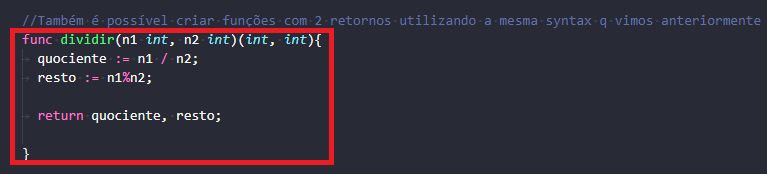 //Também é possível criar funções com 2 retornos utilizando a mesma syntax q vimos anteriormente
func dividir(n1 int, n2 int)(int, int){
quociente := n1 / n2;
resto := n1%n2;
return quociente, resto;
}